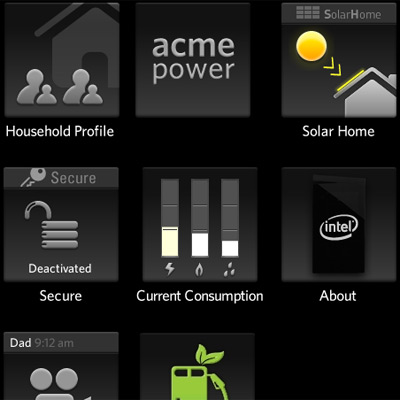 SolarHome
acme
power
Household Profile
Solar Home
Secure
intel
Deactivated
Secure
Current Consumption
About
Dad 9:12 am